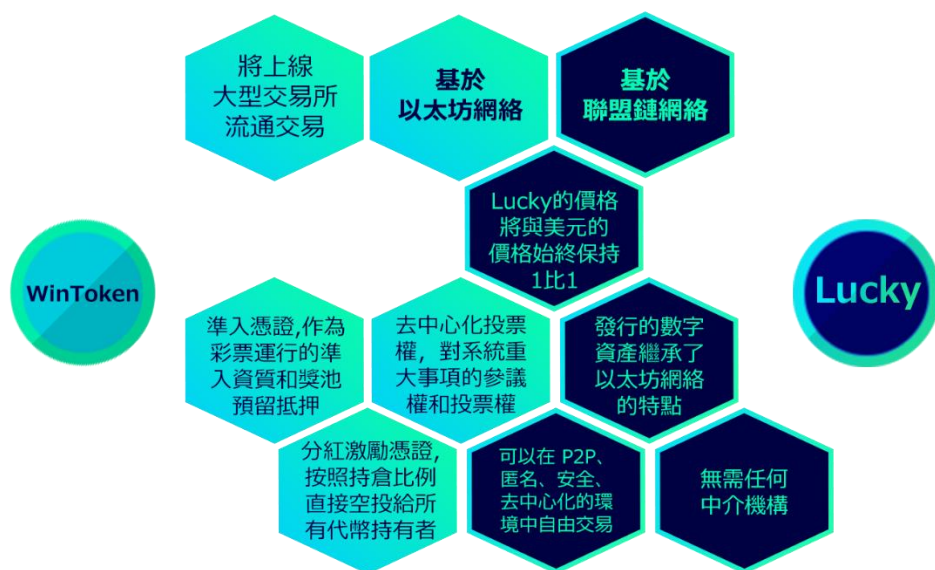 將上線
大型交易所
流通交易
基於
以太坊網絡
基於
聯盟鏈網絡
Lucky的價格
將與美元的
價格始終保持
1比1
WinToken
Lucky
準入憑證,作為
彩票運行的準
入資質和獎池
預留抵押
去中心化投票
權，對系統重
大事項的參議
權和投票權
發行的數字
資產繼承了
以太坊網絡
的特點
分紅激勵憑證,
按照持倉比例
直接空投給所
有代幣持有者
可以在 P2P、
匿名、安全、
去中心化的環
境中自由交易
無需任何
中介機構